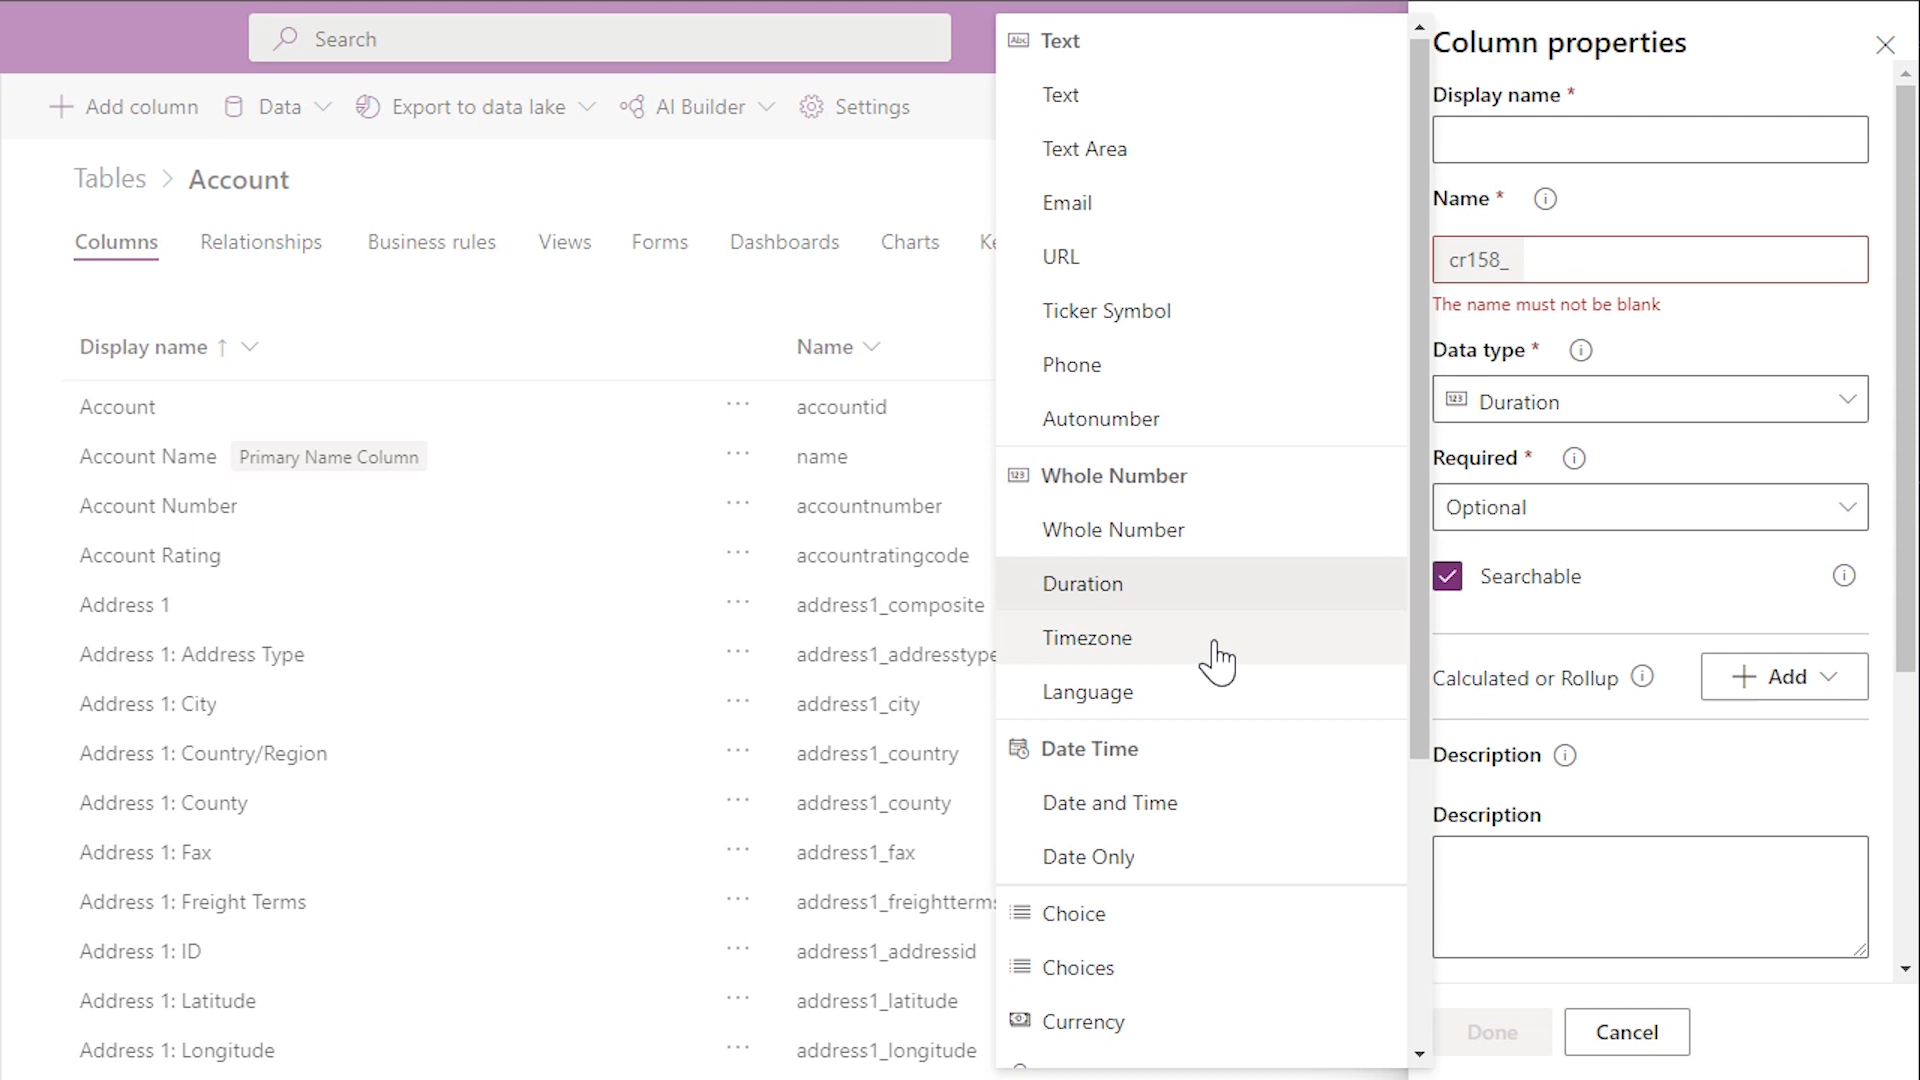 Search
Add column
Data
Export to data lake
AI Builder
Settings
Tables > Account
Columns
Relationships
Business rules
Views
Forms
Dashboards
Charts
Display name ↑
Name
Account
accountid
Account Name
Primary Name Column
name
Account Number
accountnumber
Account Rating
accountratingcode
Address 1
address1_composite
Address 1: Address Type
address1_addresstype
Address 1: City
address1_city
Address 1: Country/Region
address1_country
Address 1: County
address1_county
Address 1: Fax
address1_fax
Address 1: Freight Terms
address1_freightterms
Address 1: ID
address1_addressid
Address 1: Latitude
address1_latitude
Address 1: Longitude
address1_longitude
Abc Text
Text
Text Area
Email
URL
Ticker Symbol
Phone
Autonumber
123 Whole Number
Whole Number
Duration
Timezone
Language
Date Time
Date and Time
Date Only
Choice
Choices
Currency
Column properties
Display name *
Name *
cr158_
The name must not be blank
Data type *
123 Duration
Required *
Optional
Searchable
Calculated or Rollup
+ Add
Description
Description
Done
Cancel